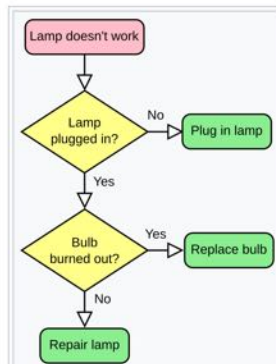 Lamp doesn't work
Lamp
plugged in?
No
Plug in lamp
Yes
Bulb
burned out?
Yes
Replace bulb
No
Repair lamp